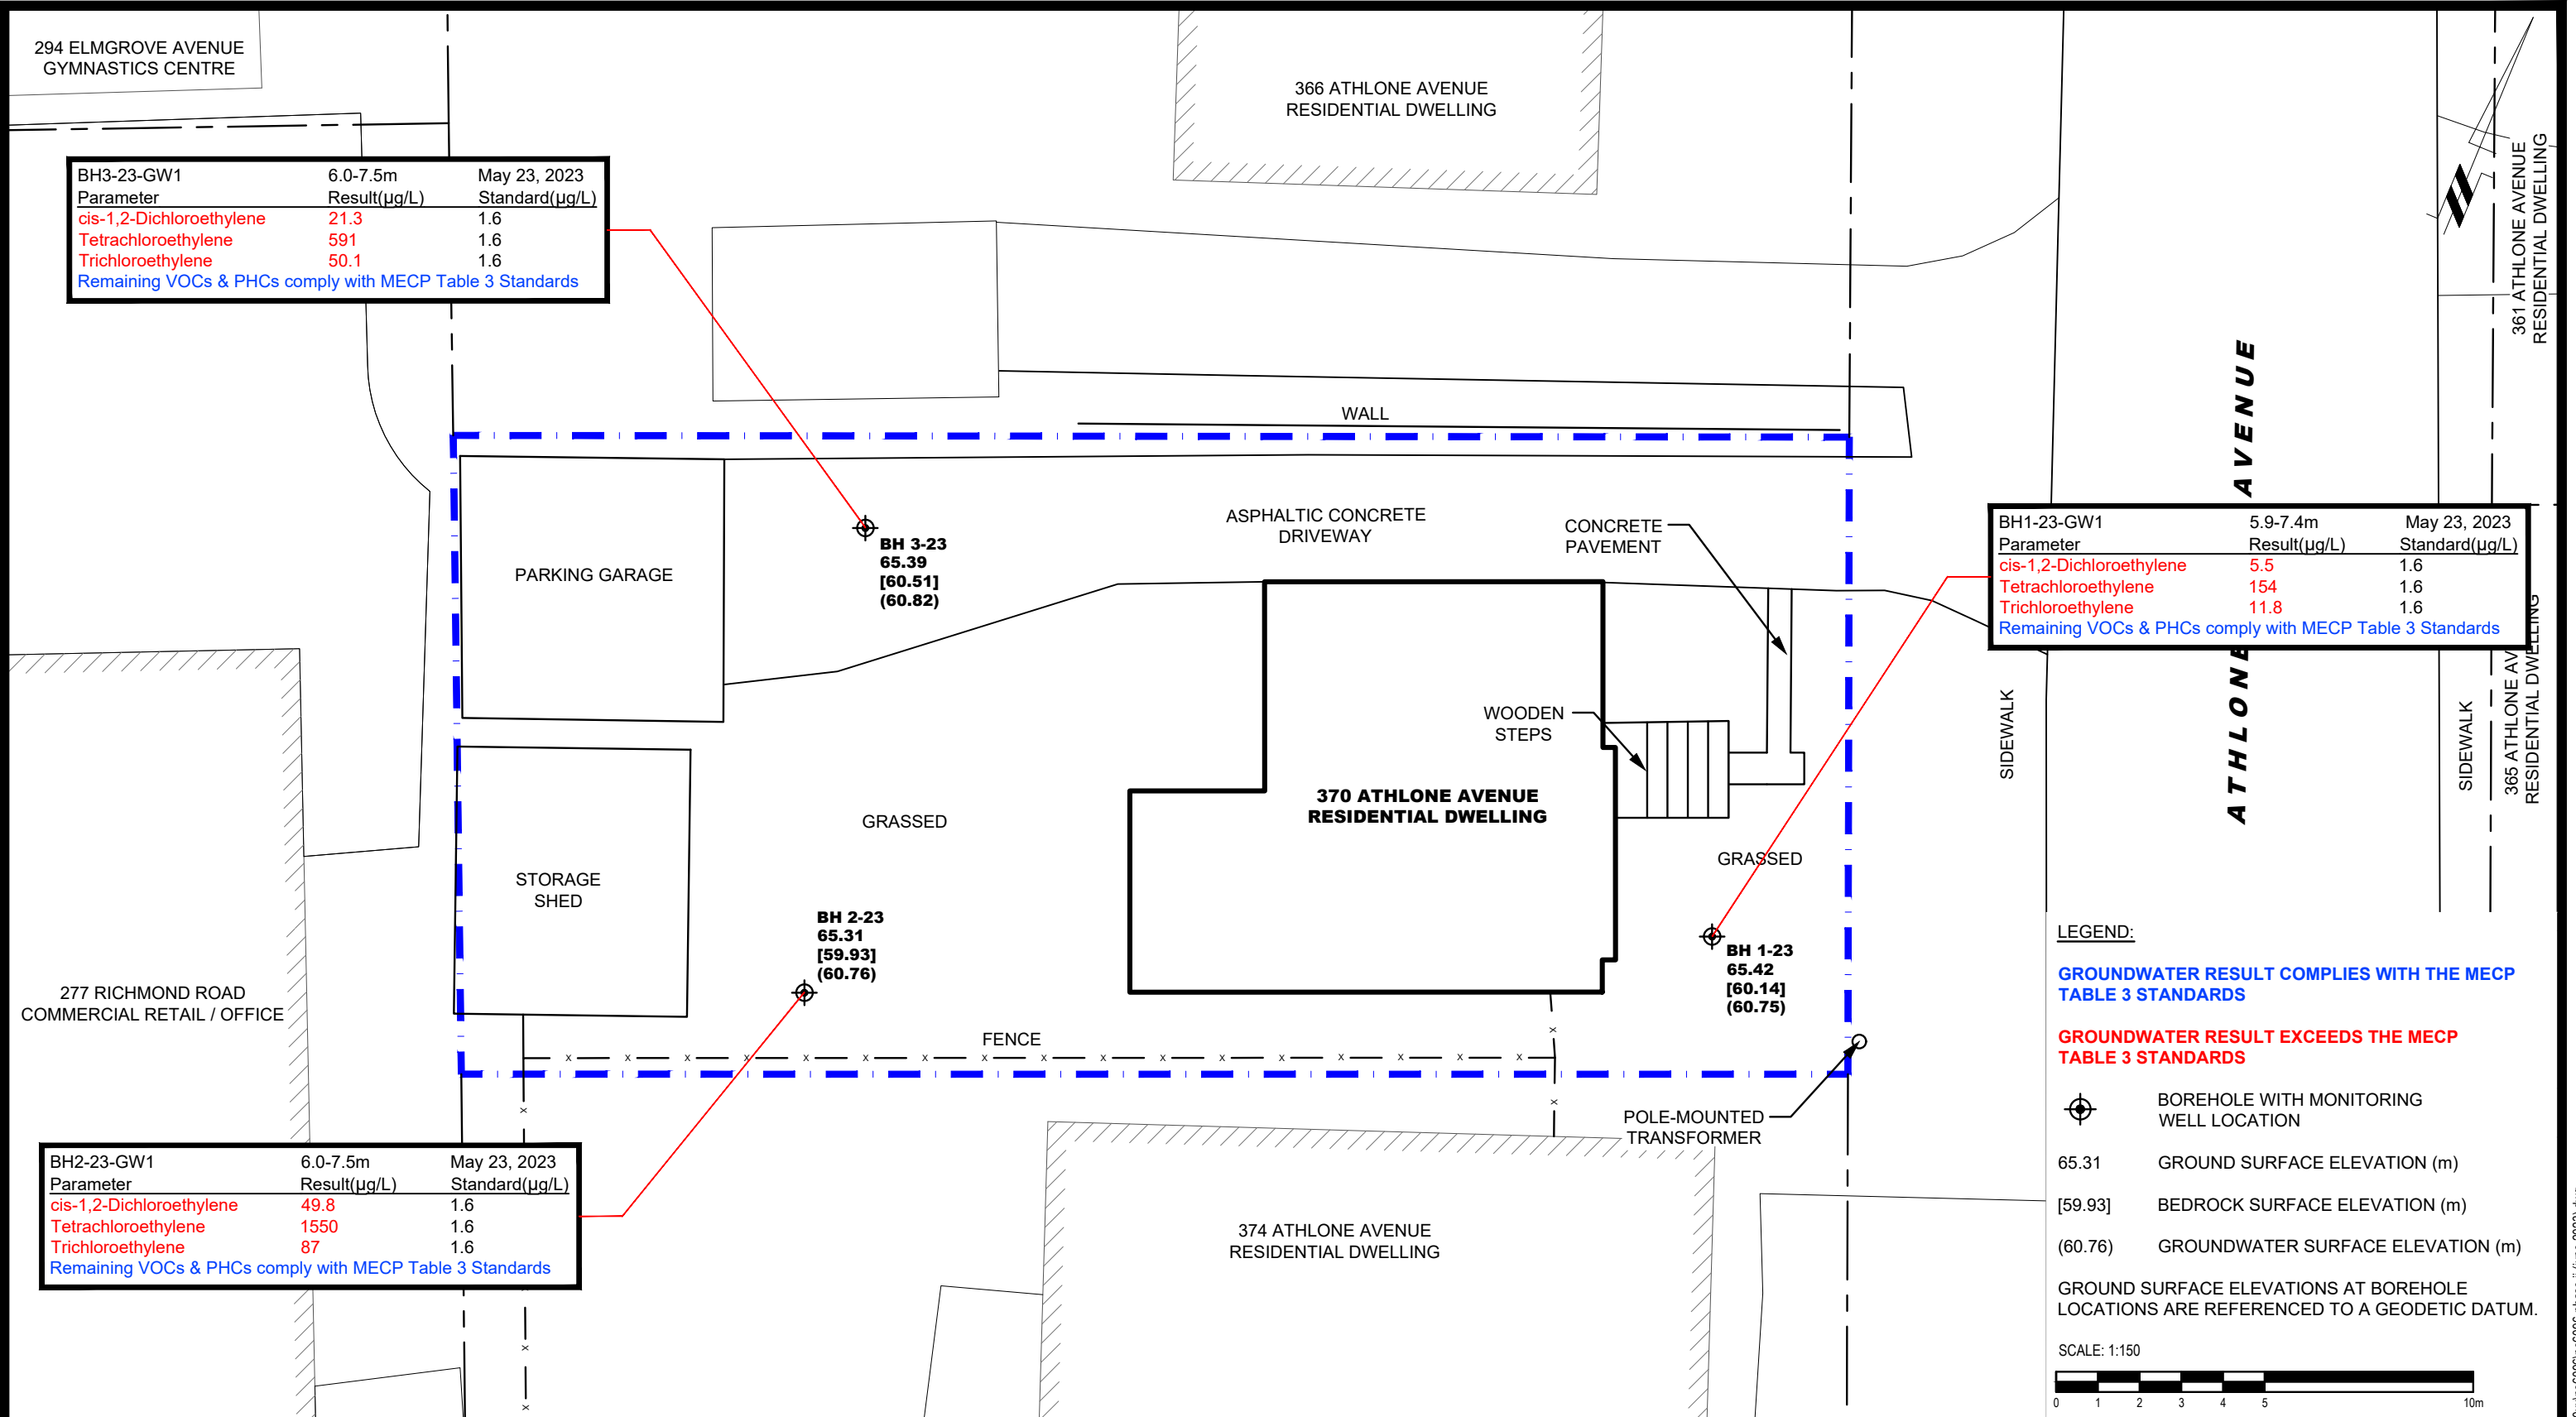 294 ELMGROVE AVENUE
GYMNASTICS CENTRE
366 ATHLONE AVENUE
RESIDENTIAL DWELLING
361 ATHLONE AVENUE
RESIDENTIAL DWELLING
BH3-23-GW1 6.0-7.5m May 23, 2023
Parameter Result(µg/L) Standard(µg/L)
cis-1,2-Dichloroethylene 21.3 1.6
Tetrachloroethylene 591 1.6
Trichloroethylene 50.1 1.6
Remaining VOCs & PHCs comply with MECP Table 3 Standards
WALL
ATHLONE AVENUE
BH 3-23
65.39
[60.51]
(60.82)
ASPHALTIC CONCRETE
DRIVEWAY
CONCRETE
PAVEMENT
PARKING GARAGE
BH1-23-GW1 5.9-7.4m May 23, 2023
Parameter Result(µg/L) Standard(µg/L)
cis-1,2-Dichloroethylene 5.5 1.6
Tetrachloroethylene 154 1.6
Trichloroethylene 11.8 1.6
Remaining VOCs & PHCs comply with MECP Table 3 Standards
WOODEN
STEPS
SIDEWALK
SIDEWALK
365 ATHLONE AV
RESIDENTIAL DWELLING
370 ATHLONE AVENUE
RESIDENTIAL DWELLING
GRASSED
GRASSED
STORAGE
SHED
BH 2-23
65.31
[59.93]
(60.76)
BH 1-23
65.42
[60.14]
(60.75)
277 RICHMOND ROAD
COMMERCIAL RETAIL / OFFICE
FENCE
POLE-MOUNTED
TRANSFORMER
BH2-23-GW1 6.0-7.5m May 23, 2023
Parameter Result(µg/L) Standard(µg/L)
cis-1,2-Dichloroethylene 49.8 1.6
Tetrachloroethylene 1550 1.6
Trichloroethylene 87 1.6
Remaining VOCs & PHCs comply with MECP Table 3 Standards
374 ATHLONE AVENUE
RESIDENTIAL DWELLING
LEGEND:
GROUNDWATER RESULT COMPLIES WITH THE MECP
TABLE 3 STANDARDS
GROUNDWATER RESULT EXCEEDS THE MECP
TABLE 3 STANDARDS
BOREHOLE WITH MONITORING
WELL LOCATION
65.31 GROUND SURFACE ELEVATION (m)
[59.93] BEDROCK SURFACE ELEVATION (m)
(60.76) GROUNDWATER SURFACE ELEVATION (m)
GROUND SURFACE ELEVATIONS AT BOREHOLE
LOCATIONS ARE REFERENCED TO A GEODETIC DATUM.
SCALE: 1:150
0 1 2 3 4 5 10m